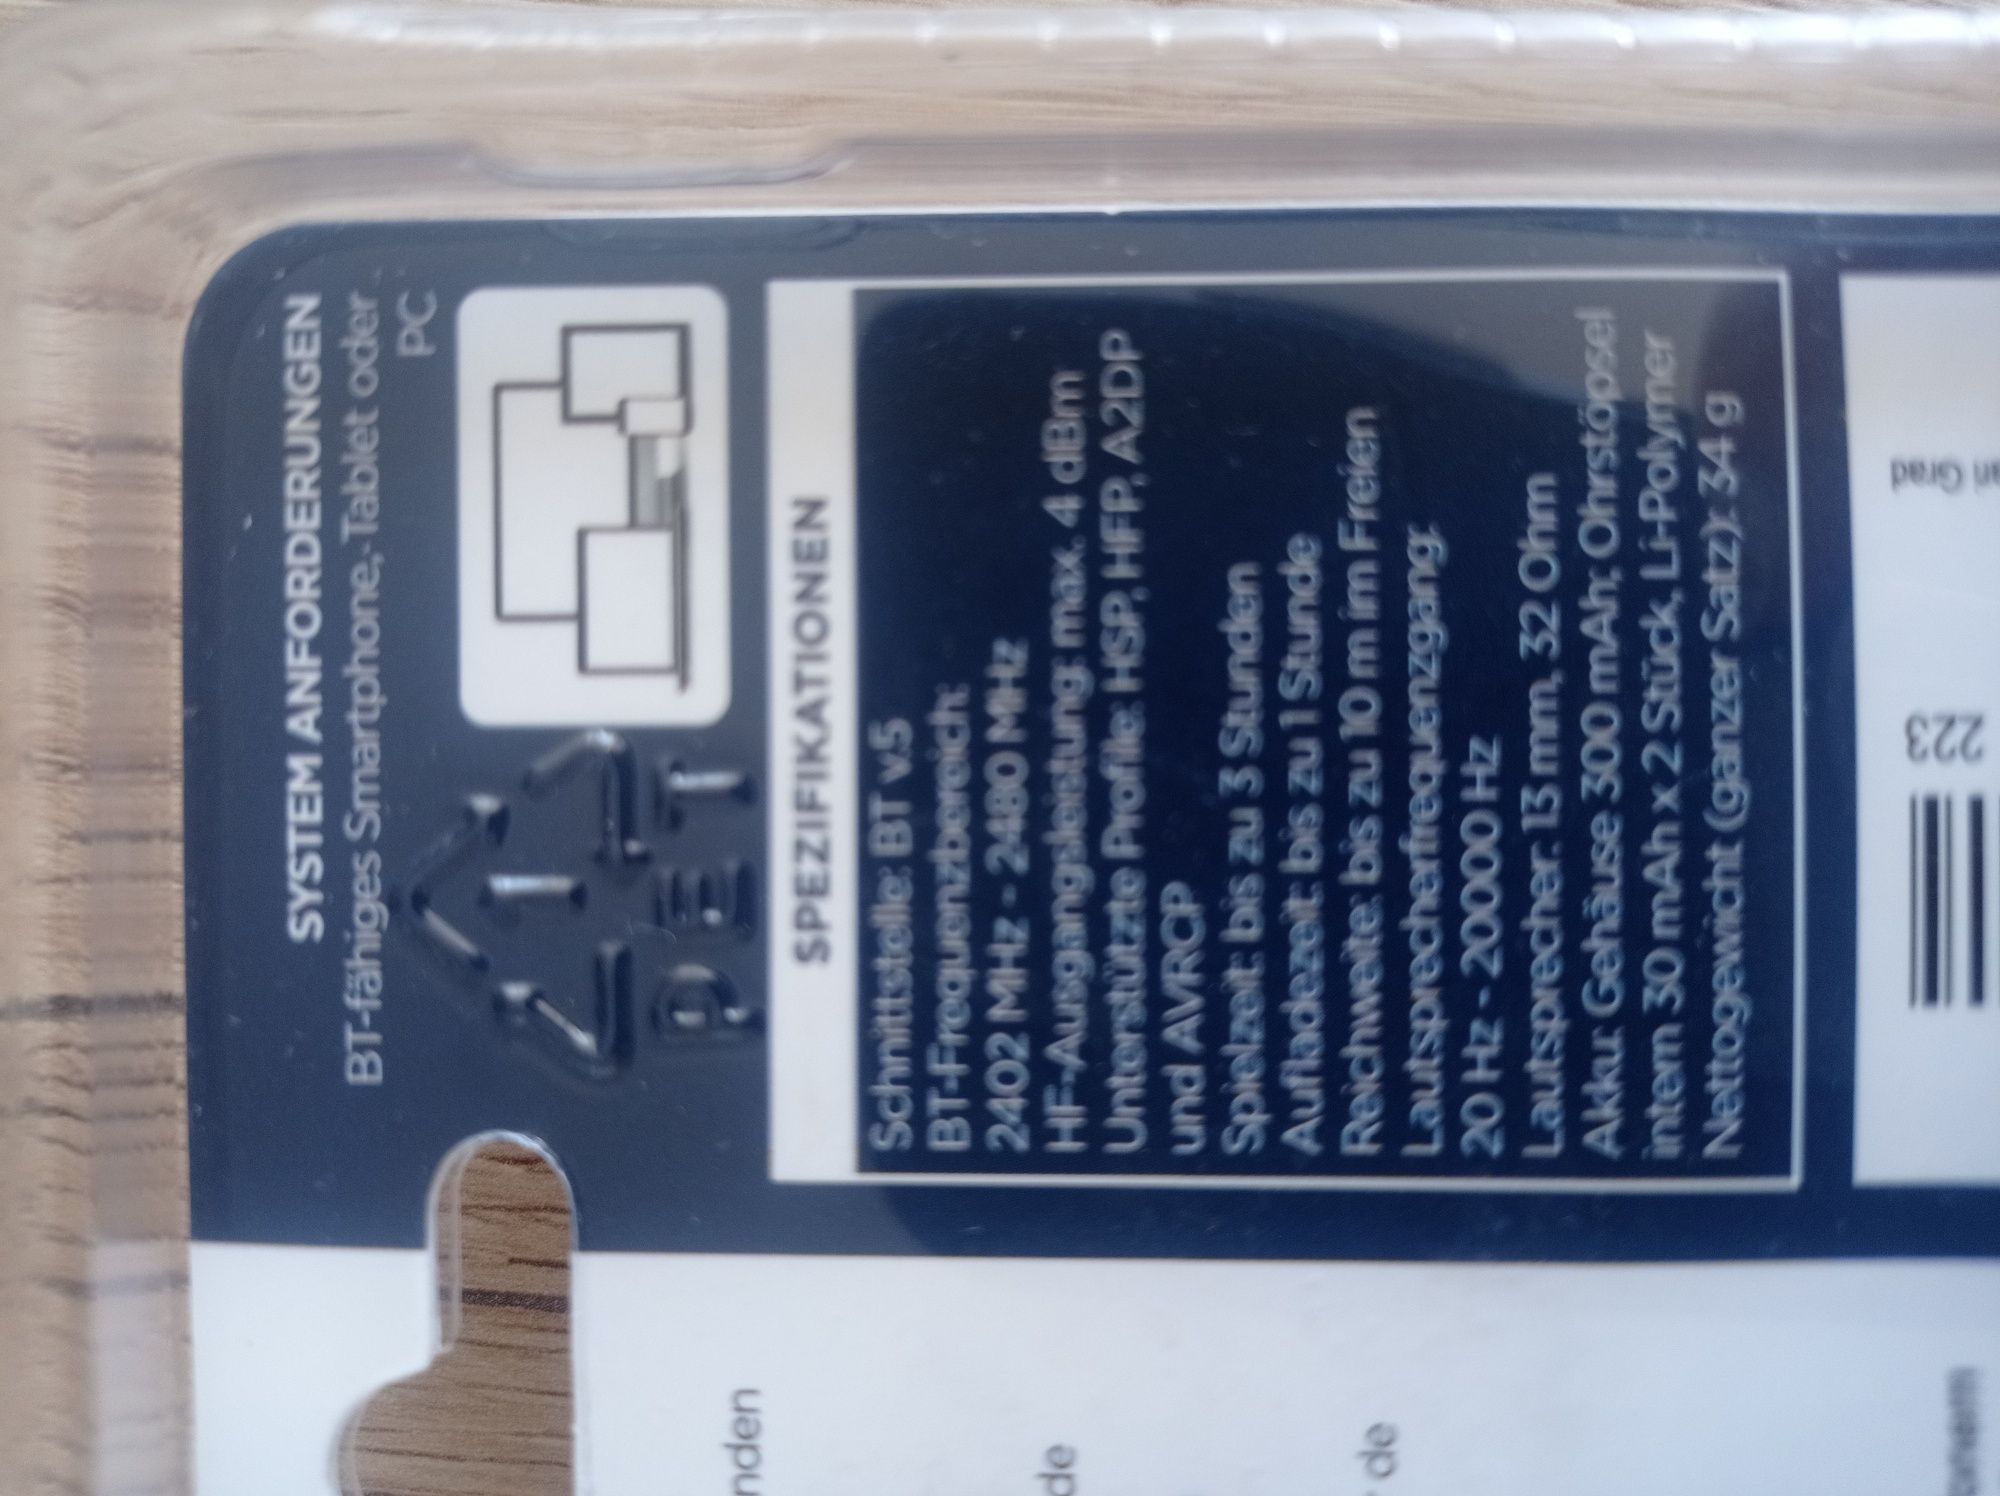 SYSTEM ANFORDERUNGEN
BT-fähiges Smartphone, Tablet oder
PC
1
PET
SPEZIFIKATIONEN
Schnittstelle: BT v.5
BT-Frequenzbereich:
2402 MHz - 2480 MHz
HF-Ausgangsleistung: max. 4 dBm
Unterstützte Profile: HSP, HFP, A2DP
und AVRCP
Spielzeit: bis zu 3 Stunden
Aufladezeit: bis zu 1 Stunde
Reichweite: bis zu 10 m im Freien
Lautsprecherfrequenzgang:
20 Hz - 20000 Hz
Lautsprecher: 13 mm, 32 Ohm
Akku: Gehäuse 300 mAh; Ohrstöpsel
intern 30 mAh x 2 Stück, Li-Polymer
Nettogewicht (ganzer Satz): 34 g
Grad
223
nden
de
de